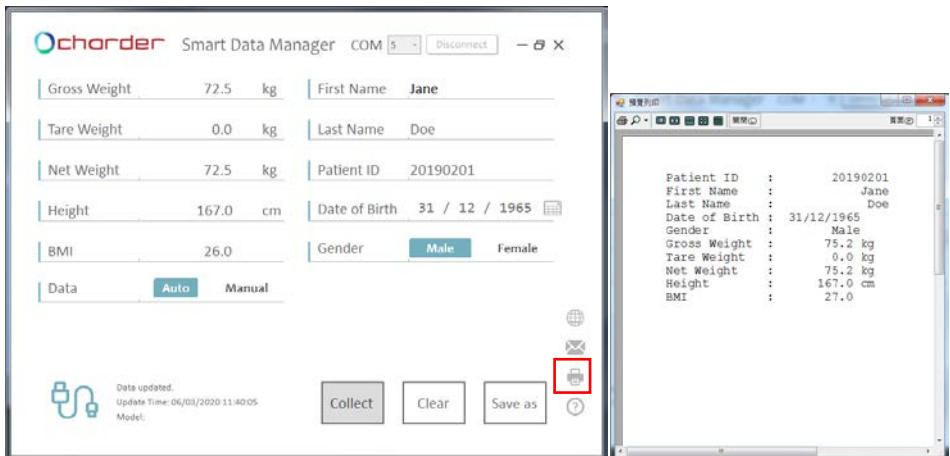 charder Smart Data Manager COM 5 Disconnect
Gross Weight 72.5 kg
Tare Weight 0.0 kg
Net Weight 72.5 kg
Height 167.0 cm
BMI 26.0
Data Auto Manual
First Name Jane
Last Name Doe
Patient ID 20190201
Date of Birth 31 / 12 / 1965
Gender Male Female
Data updated.
Update Time: 06/03/2020 11:40:05
Model:
Collect Clear Save as
預覽列印
關閉(C) 頁面(P) 1
Patient ID : 20190201
First Name : Jane
Last Name : Doe
Date of Birth : 31/12/1965
Gender : Male
Gross Weight : 75.2 kg
Tare Weight : 0.0 kg
Net Weight : 75.2 kg
Height : 167.0 cm
BMI : 27.0